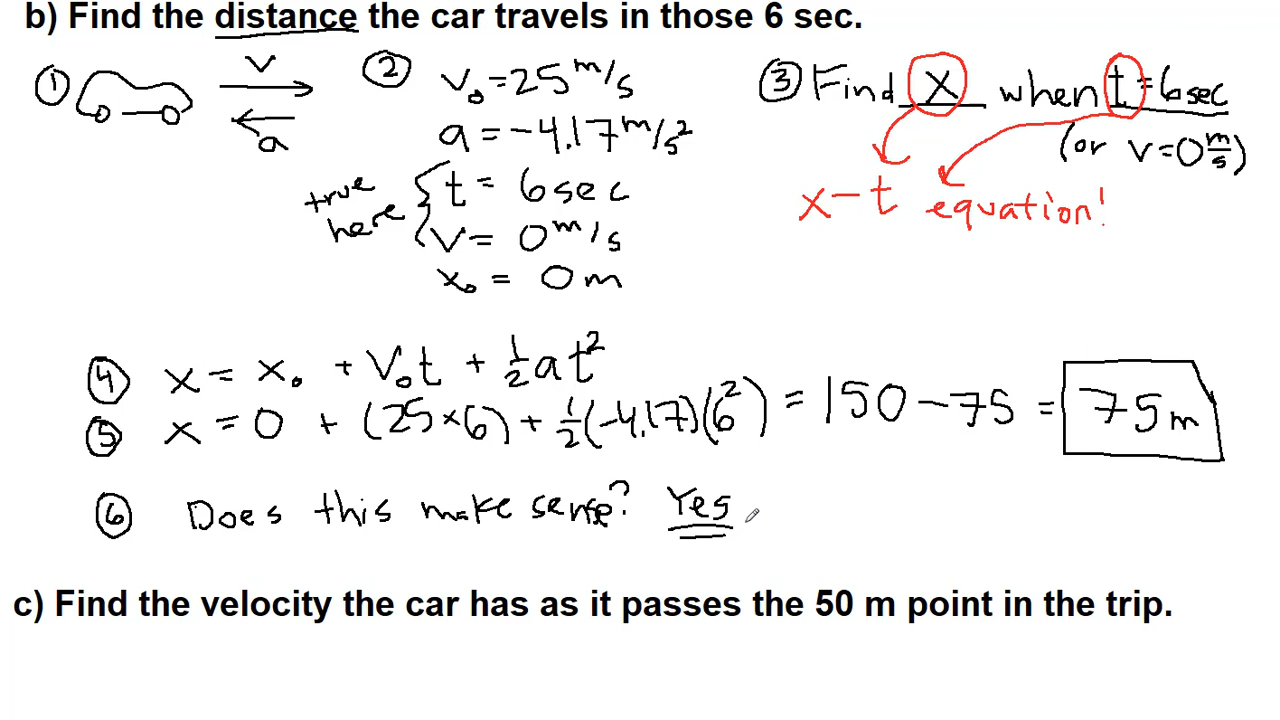 b) Find the distance the car travels in those 6 sec.
① v
a
② v₀ = 25 m/s
a = -4.17 m/s²
true here { t = 6 sec
v = 0 m/s
x₀ = 0 m
③ Find x when t = 6 sec
(or v = 0 m/s)
x - t equation!
④ x = x₀ + v₀t + ½at²
⑤ x = 0 + (25×6) + ½(-4.17)(6²) = 150 - 75 = 75 m
⑥ Does this make sense? Yes
c) Find the velocity the car has as it passes the 50 m point in the trip.